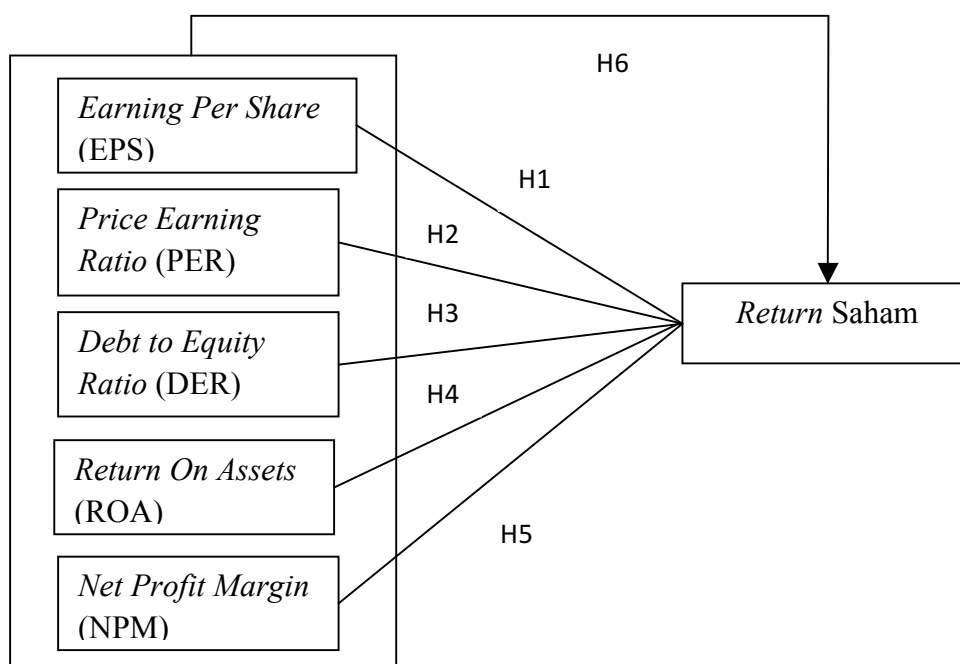 H6
Earning Per Share
(EPS)
H1
Price Earning
Ratio (PER)
H2
H3
Return Saham
Debt to Equity
Ratio (DER)
H4
Return On Assets
(ROA)
H5
Net Profit Margin
(NPM)